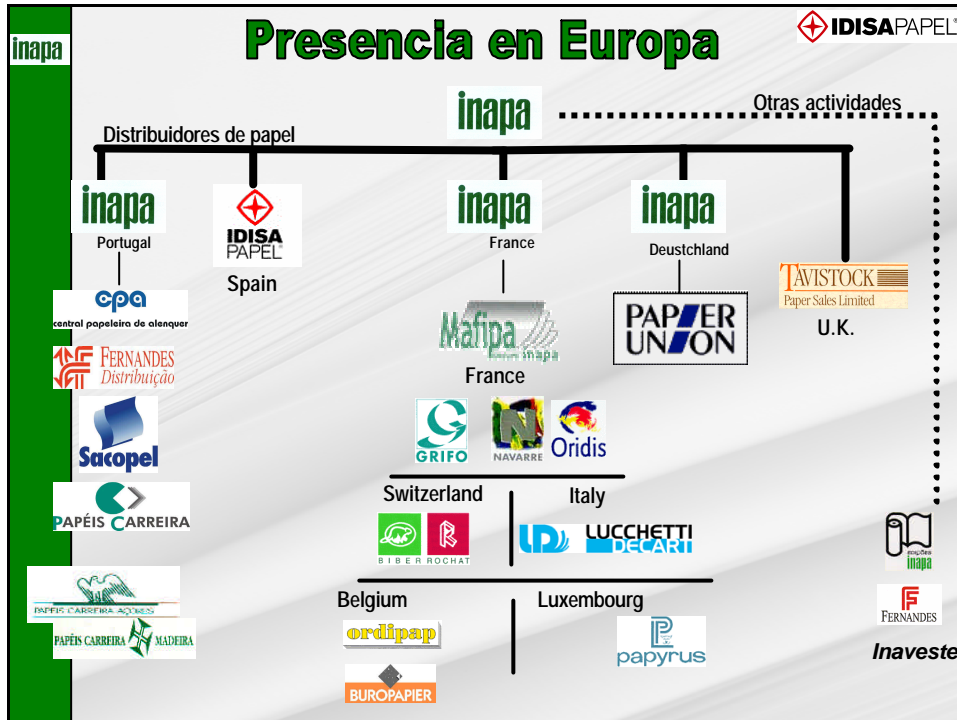 inapa
Presencia en Europa
IDISAPAPEL®
inapa
Otras actividades
Distribuidores de papel
inapa
Portugal
IDISA
PAPEL
Spain
inapa
France
inapa
Deustchland
TAVISTOCK
Paper Sales Limited
U.K.
cpa
central papeleira de alenquer
FERNANDES
Distribuição
Sacopel
PAPÉIS CARREIRA
PAPÉIS CARREIRA AÇORES
PAPÉIS CARREIRA MADEIRA
Mafipa
inapa
France
PAPIER
UNION
GRIFO
NAVARRE
Oridis
Switzerland
Italy
BIBER ROCHAT
LD LUCCHETTI
DECART
Belgium
Luxembourg
ordipap
BUROPAPIER
papyrus
edições
inapa
FERNANDES
Inaveste